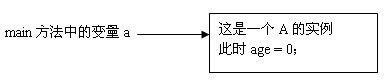 main 方法中的变量 a
这是一个 A 的实例
此时 age = 0;